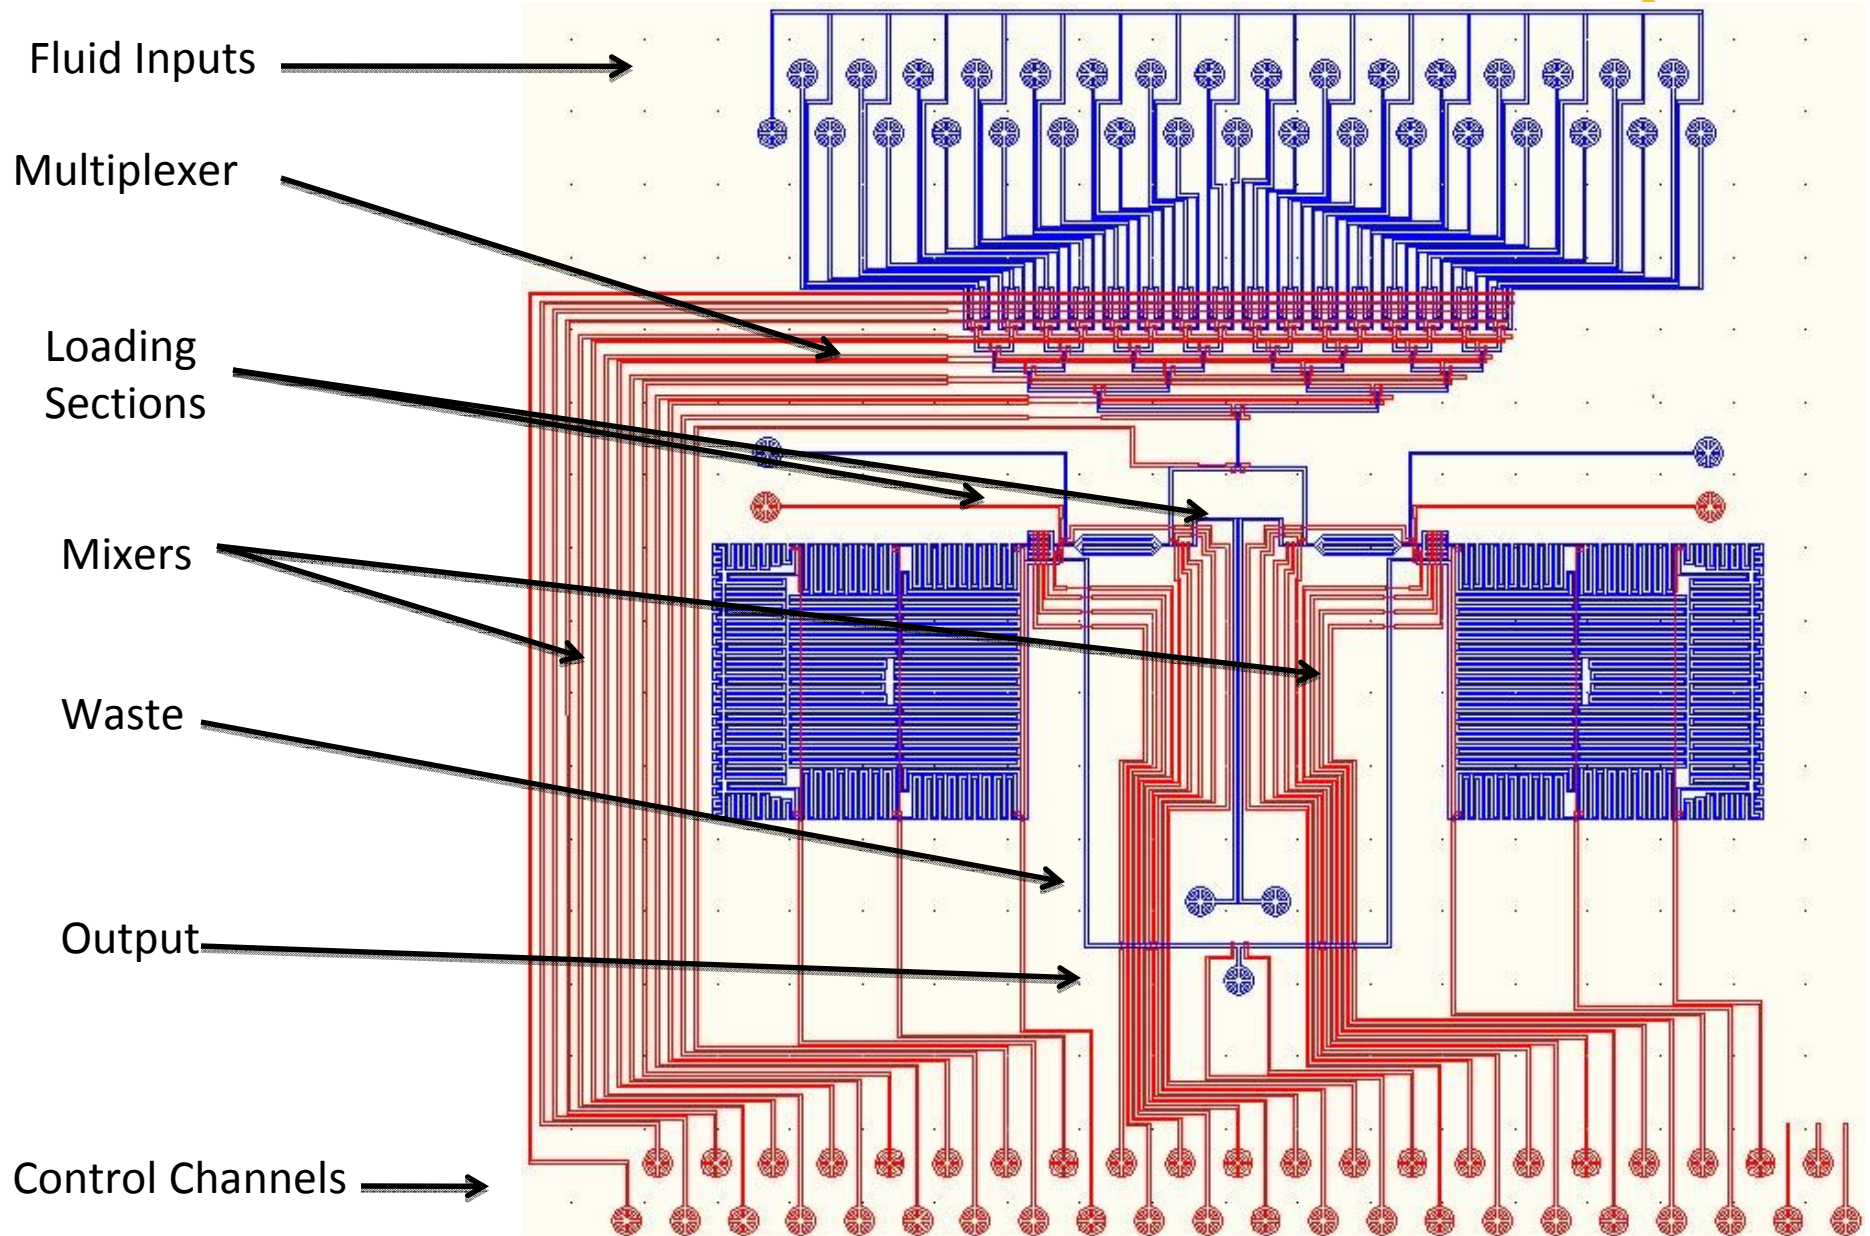 Fluid Inputs
Multiplexer
Loading
Sections
Mixers
Waste
Output
Control Channels